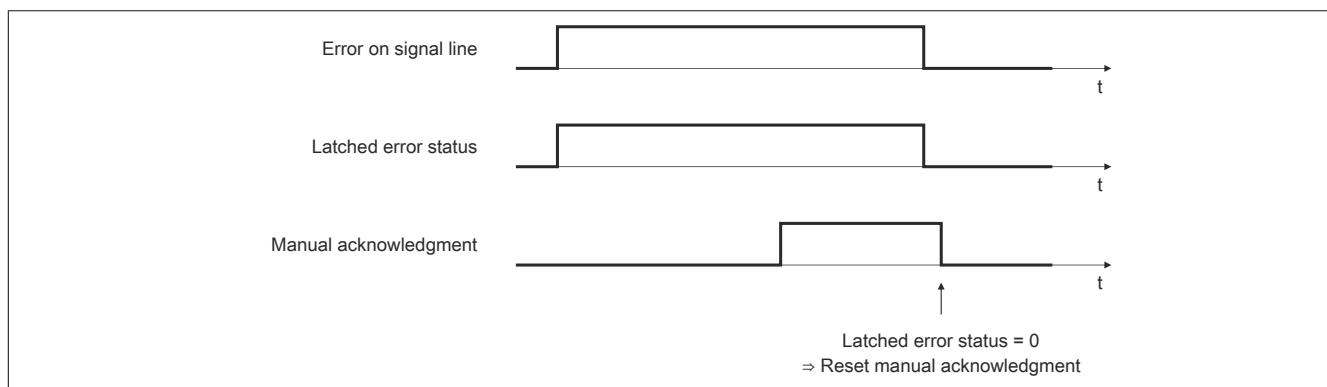 Error on signal line
t
Latched error status
t
Manual acknowledgment
t
Latched error status = 0
⇒ Reset manual acknowledgment